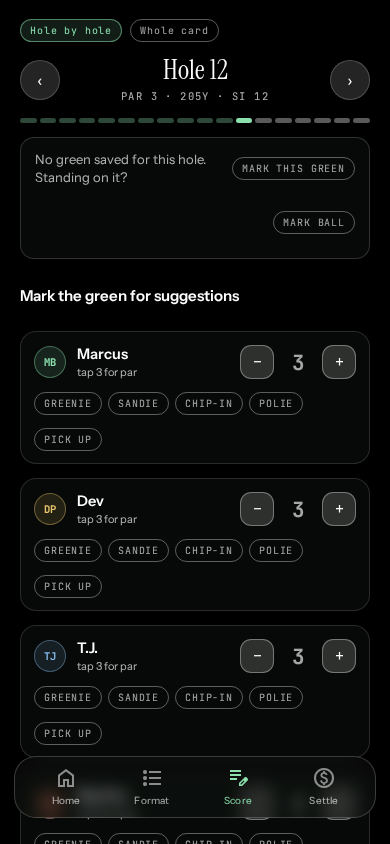 Hole by hole
Whole card
‹
Hole 12
›
PAR 3 · 205Y · SI 12
No green saved for this hole.
Standing on it?
MARK THIS GREEN
MARK BALL
Mark the green for suggestions
MB
Marcus
tap 3 for par
− 3 +
GREENIE SANDIE CHIP-IN POLIE
PICK UP
DP
Dev
tap 3 for par
− 3 +
GREENIE SANDIE CHIP-IN POLIE
PICK UP
TJ
T.J.
tap 3 for par
− 3 +
GREENIE SANDIE CHIP-IN POLIE
PICK UP
Home Format Score Settle
GREENIE SANDIE CHIP-IN POLIE